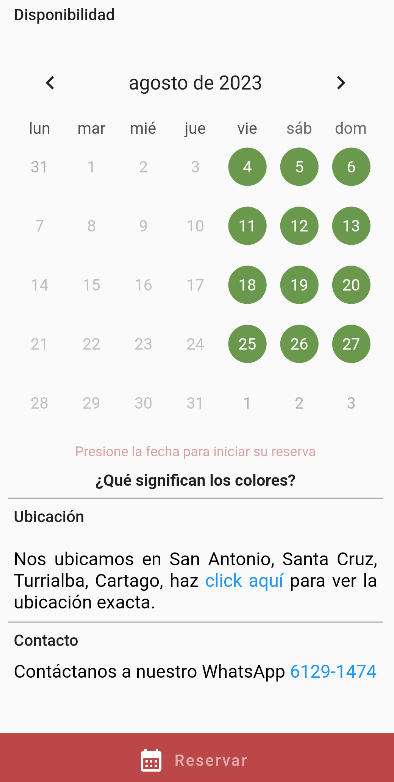 Disponibilidad
agosto de 2023
lun mar mié jue vie sáb dom
31 1 2 3 4 5 6
7 8 9 10 11 12 13
14 15 16 17 18 19 20
21 22 23 24 25 26 27
28 29 30 31 1 2 3
Presione la fecha para iniciar su reserva
¿Qué significan los colores?
Ubicación
Nos ubicamos en San Antonio, Santa Cruz,
Turrialba, Cartago, haz click aquí para ver la
ubicación exacta.
Contacto
Contáctanos a nuestro WhatsApp 6129-1474
Reservar